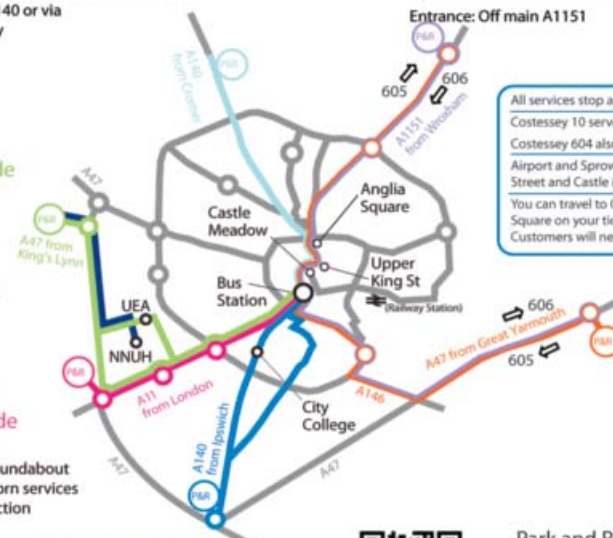 140 or via
Entrance: Off main A1151
P&R
P&R
A140
from Cromer
605
606
A1151
from Wroxham
All services stop a
Costessey 10 serv
Costessey 604 also
Airport and Sprow
Street and Castle
You can travel to
Square on your tic
Customers will ne
de
A47
P&R
A47 from
King's Lynn
Castle
Meadow
Anglia
Square
Upper
King St
Bus
Station
(Railway Station)
UEA
NNUH
606
A47 from Great Yarmouth
605
P&R
P&R
A11
from London
A146
City
College
de
A47
A140
from Ipswich
A47
undabout
orn services
ction
P&R
Park and R